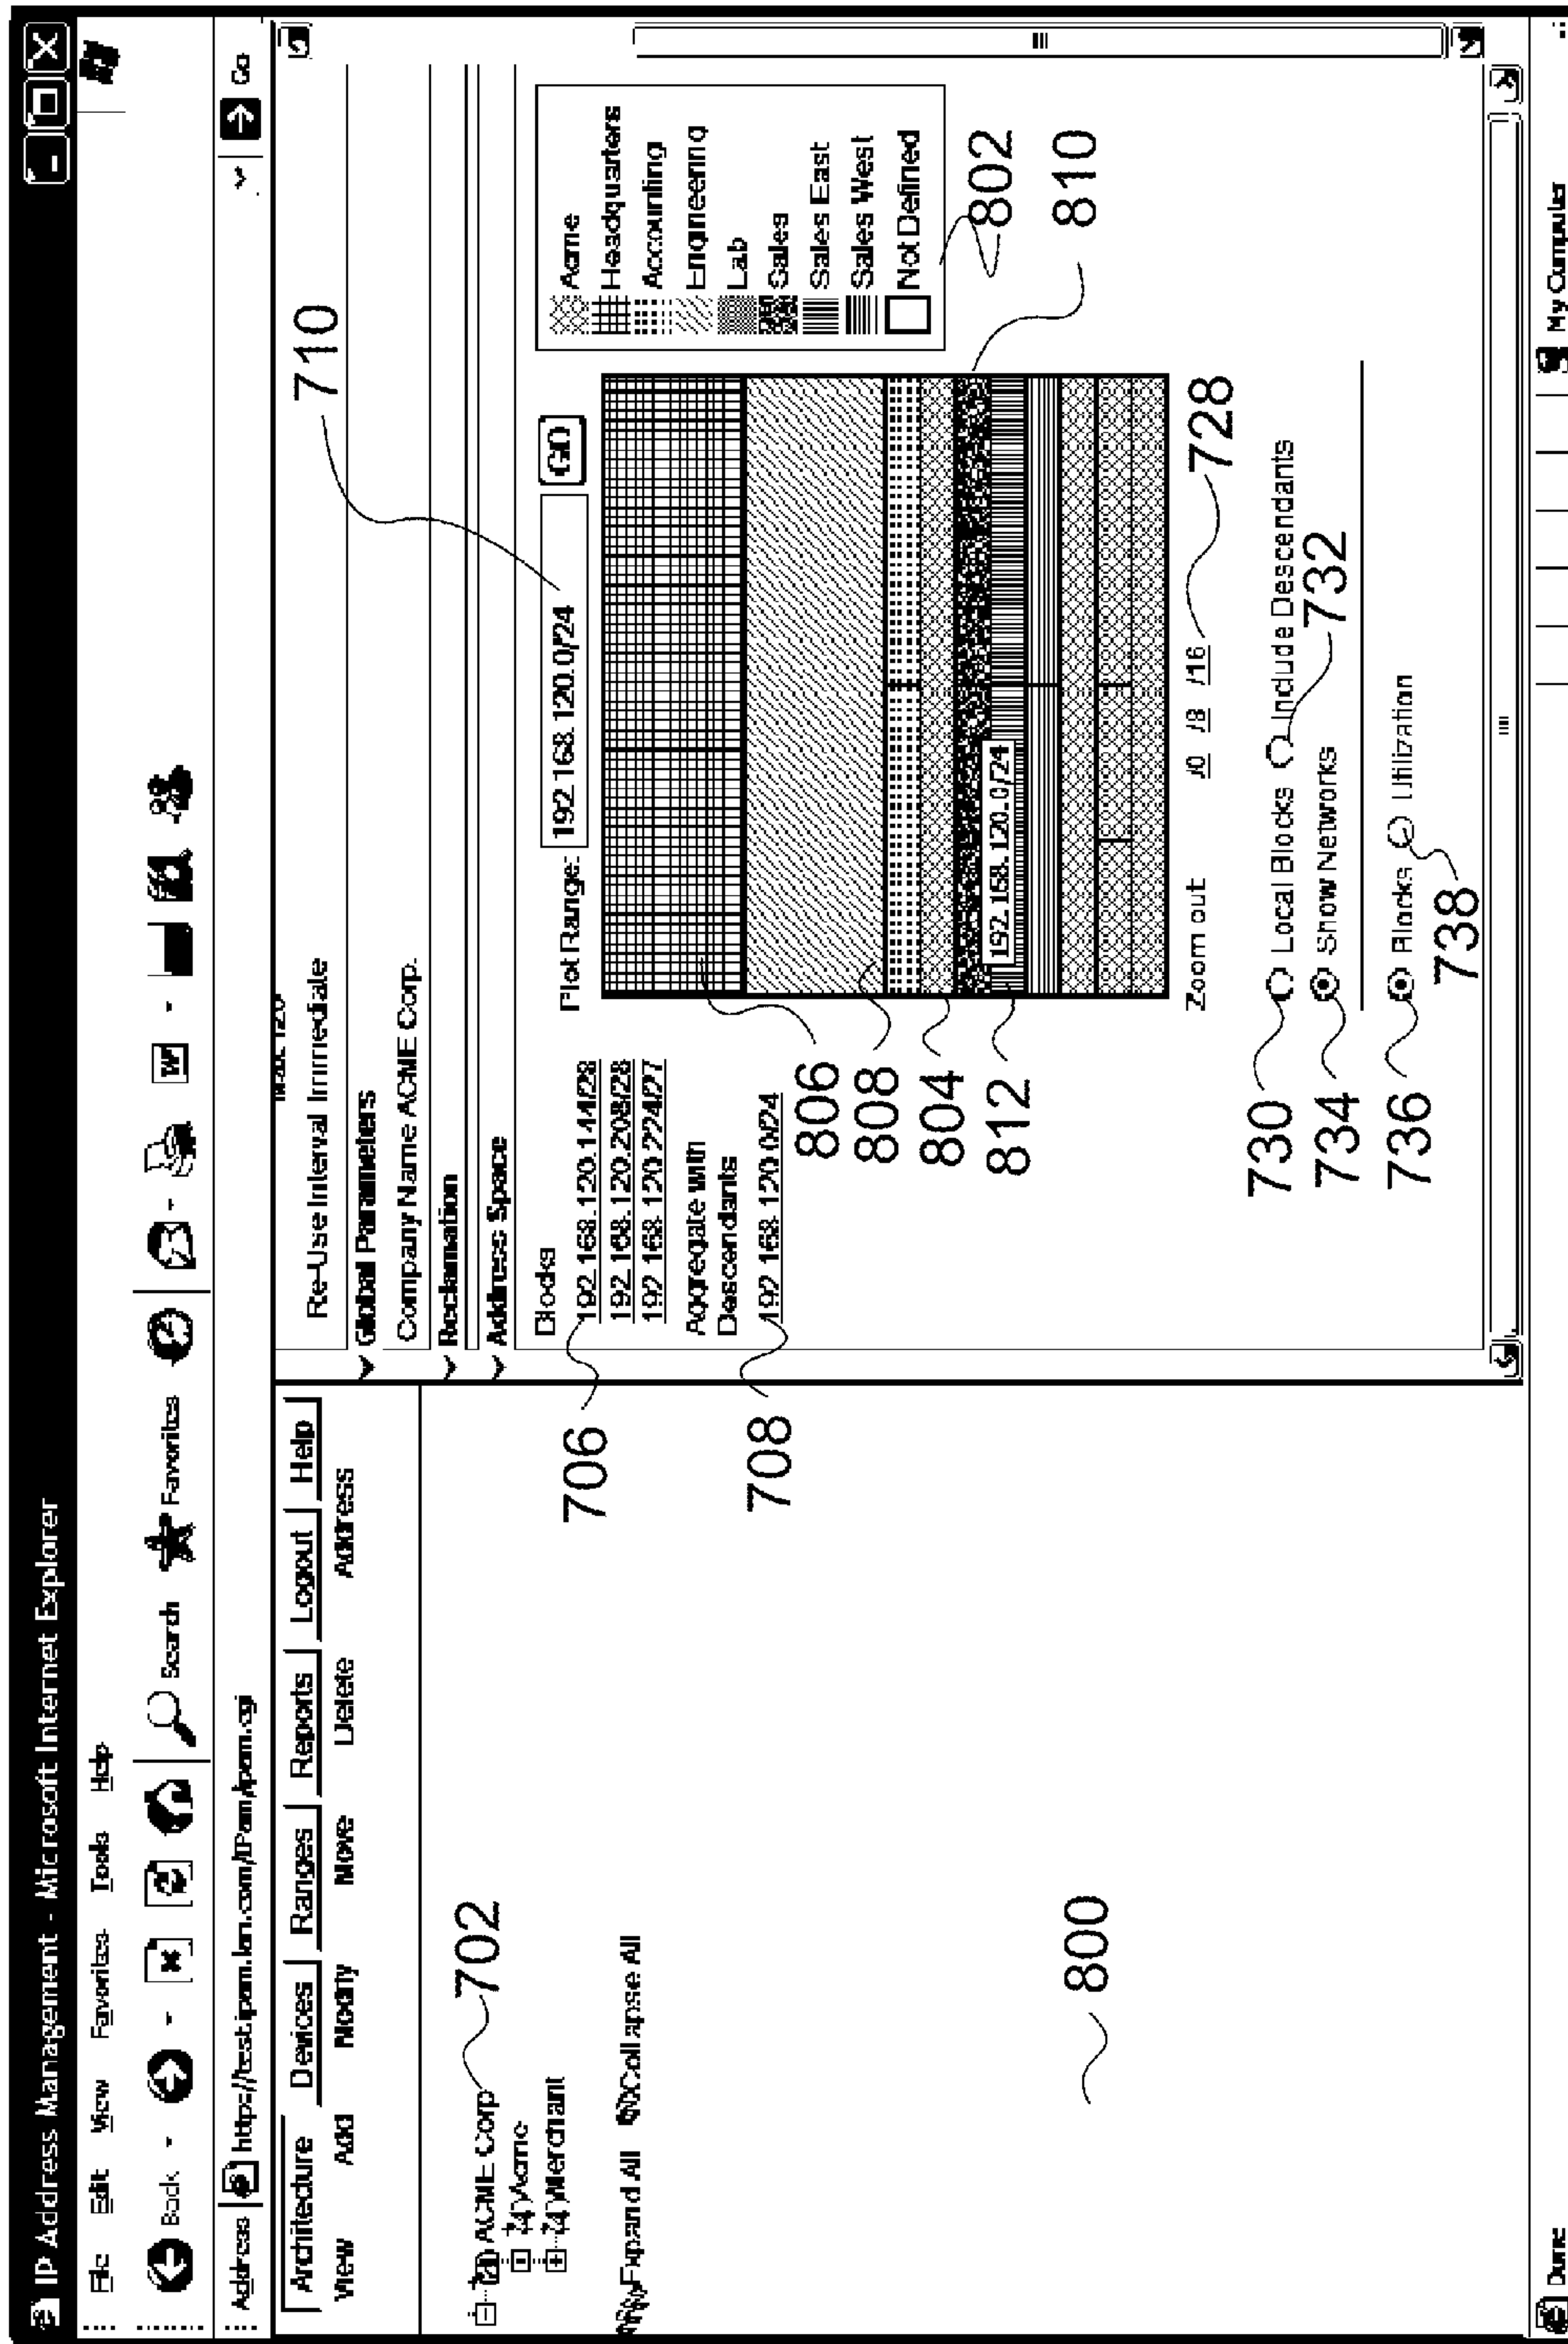 IP Address Management - Microsoft Internet Explorer
File Edit View Favorites Tools Help
Back Search Favorites
Address http://test.ipam.lan.com/IPam/ipam.cgi Go
Architecture Devices Ranges Reports Logout Help
View Add Modify Move Delete Address
ACME Corp 702
Acme
Merchant
Expand All Collapse All
800
Re-Use Interval Immediate
Global Parameters
Company Name ACME Corp.
Reclamation
Address Space
Blocks
706 192.168.120.144/28
192.168.120.208/28
192.168.120.224/27
Aggregate with
Descendants
708 192.168.120.0/24
710
Plot Range: 192.168.120.0/24 GO
Acme
Headquarters
Accounting
Engineering
Lab
Sales
Sales East
Sales West
Not Defined
802
810
806
808
804
812
192.168.120.0/24
Zoom out /0 /8 /16 728
730 Local Blocks Include Descendants
732
734 Show Networks
736 Blocks Utilization
738
Done My Computer